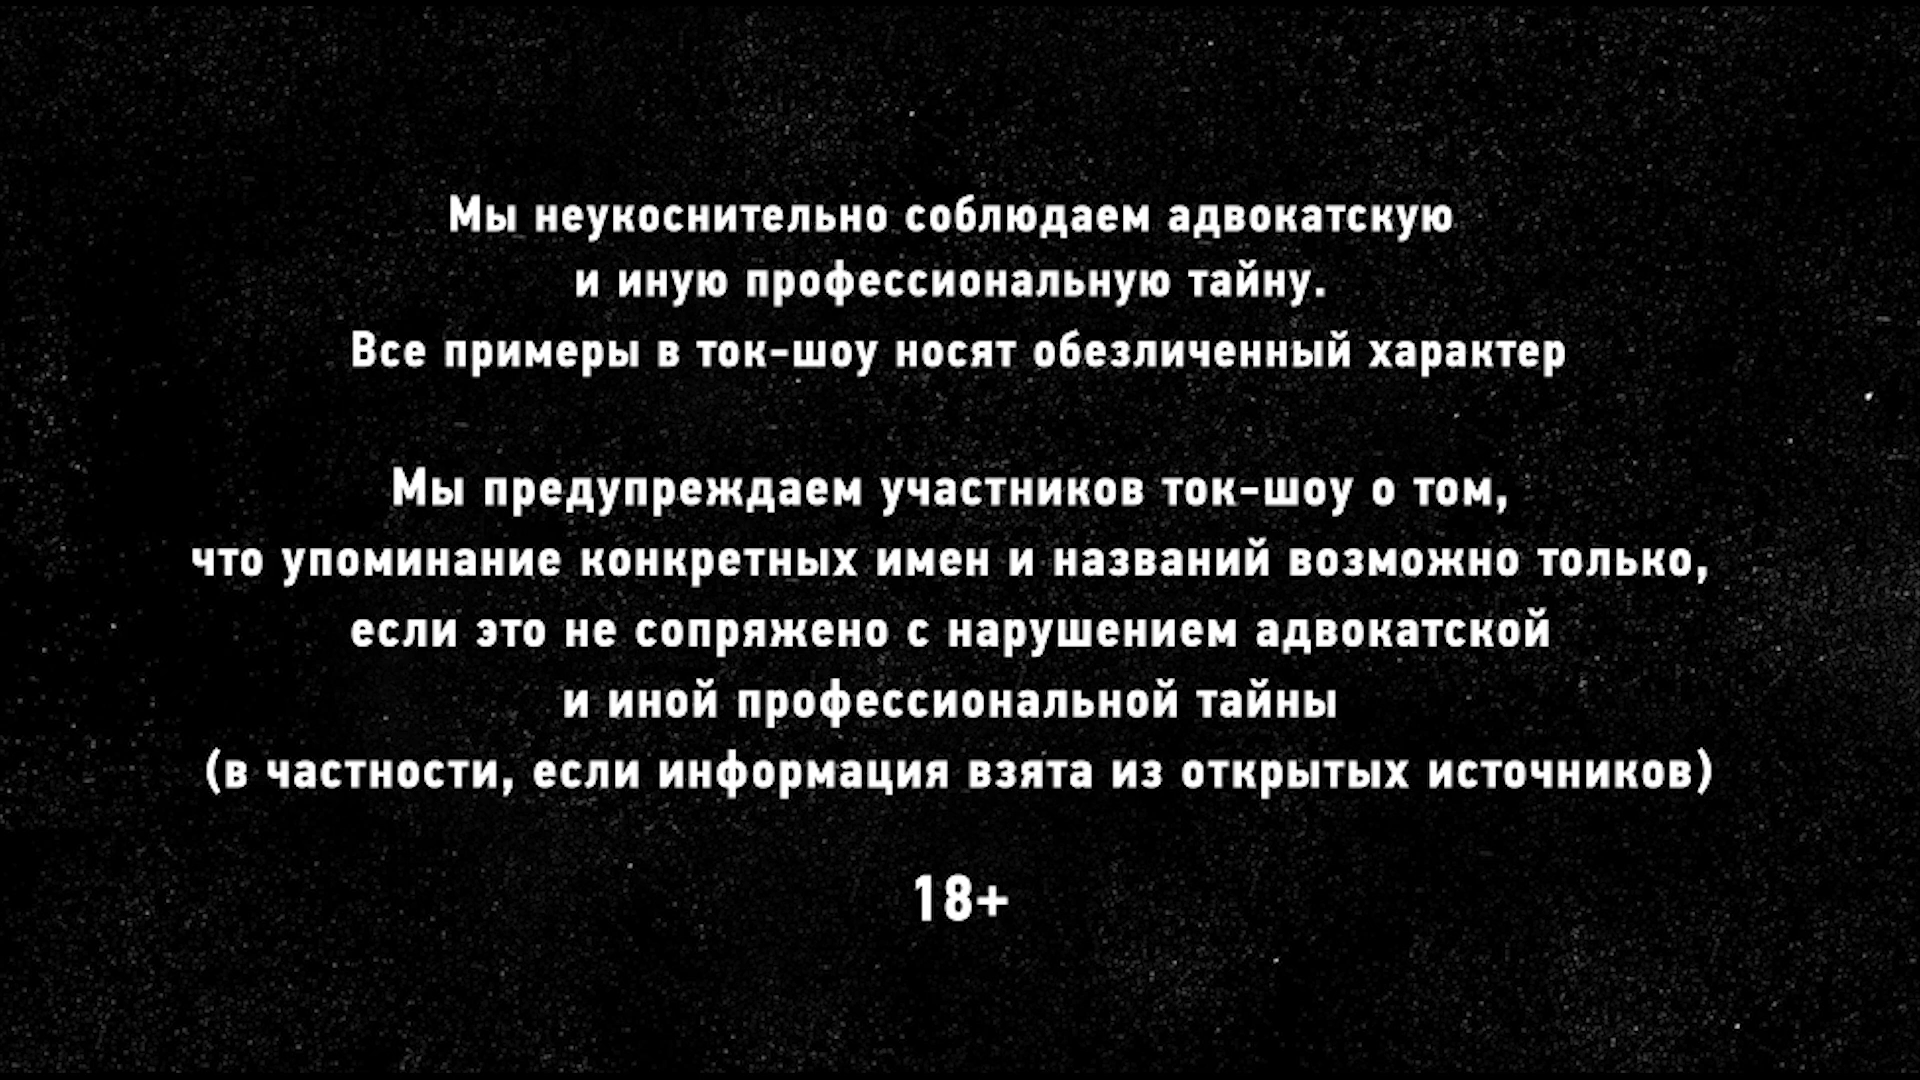 Мы неукоснительно соблюдаем адвокатскую
и иную профессиональную тайну.
Все примеры в ток-шоу носят обезличенный характер
Мы предупреждаем участников ток-шоу о том,
что упоминание конкретных имен и названий возможно только,
если это не сопряжено с нарушением адвокатской
и иной профессиональной тайны
(в частности, если информация взята из открытых источников)
18+